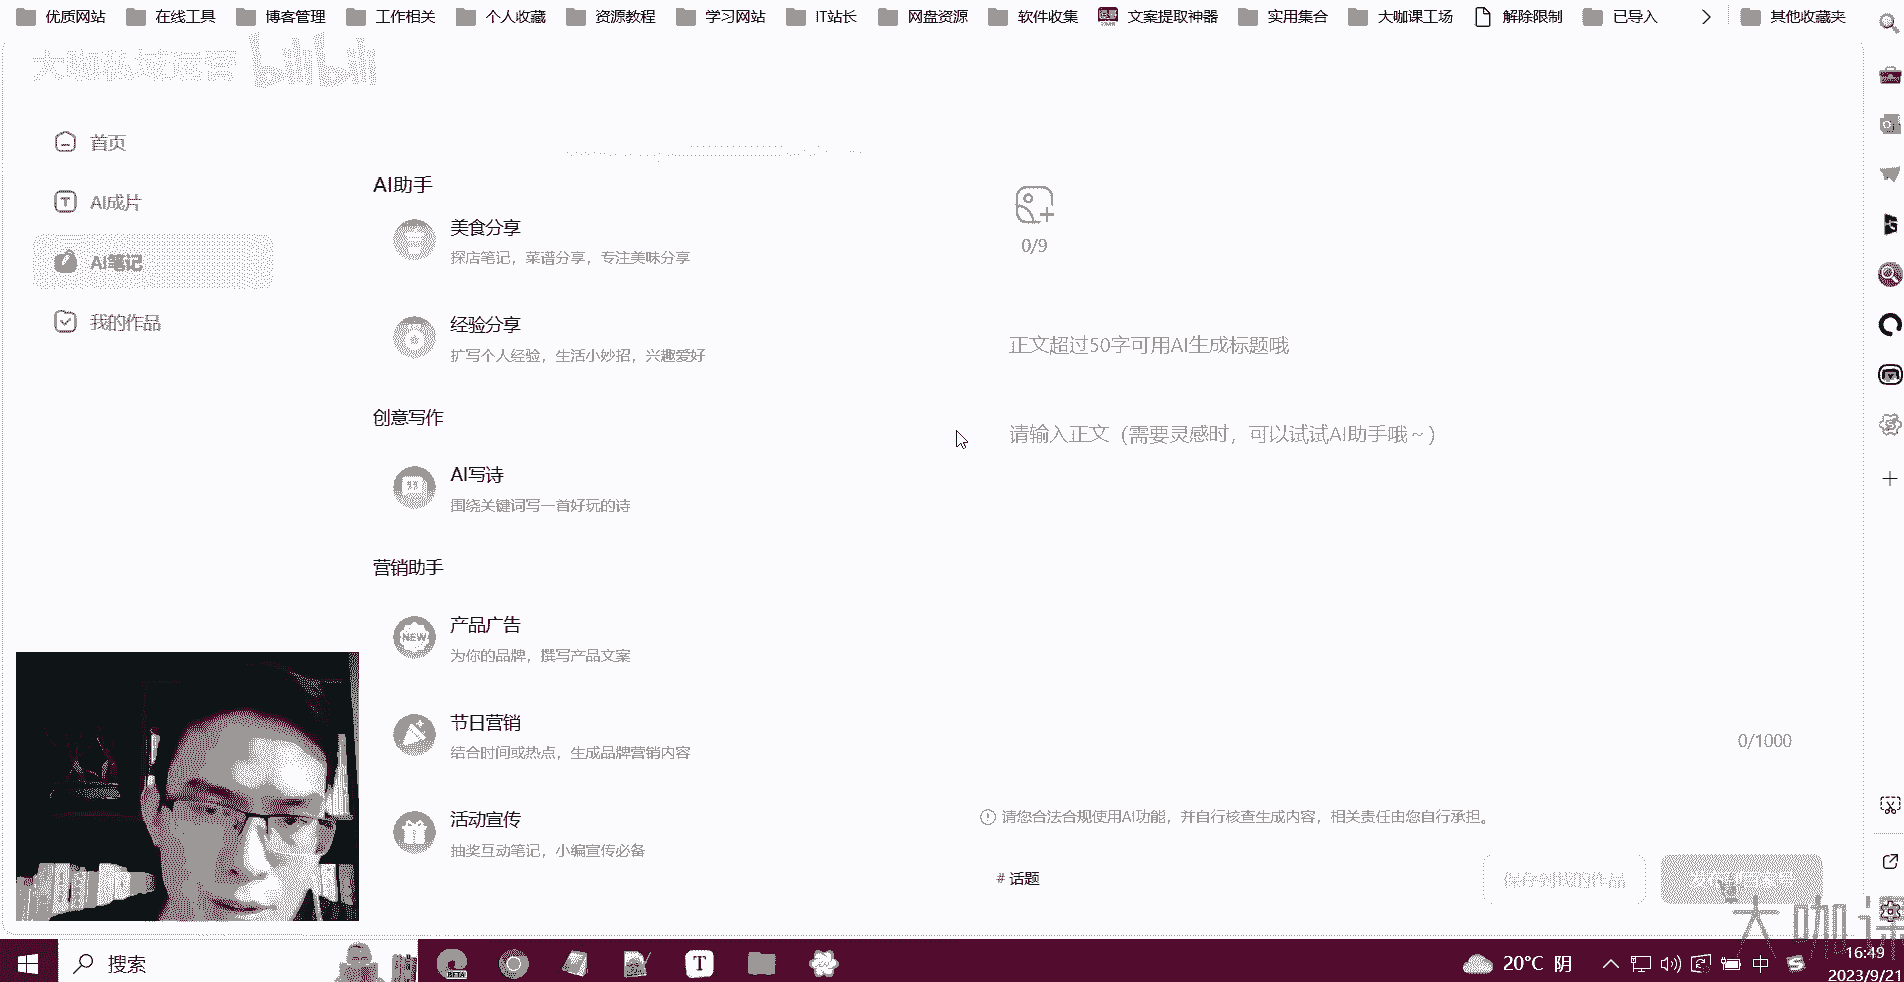 优质网站 在线工具 博客管理 工作相关 个人收藏 资源教程 学习网站 IT站长 网盘资源 软件收集 文案提取神器 实用集合 大咖课工场 解除限制 已导入 其他收藏夹
大咖私域运营 bilibili
首页
AI成片
AI笔记
我的作品
AI助手
美食分享
探店笔记，菜谱分享，专注美味分享
经验分享
扩写个人经验，生活小妙招，兴趣爱好
创意写作
AI写诗
围绕关键词写一首好玩的诗
营销助手
NEW
产品广告
为你的品牌，撰写产品文案
节日营销
结合时间或热点，生成品牌营销内容
活动宣传
抽奖互动笔记，小编宣传必备
0/9
正文超过50字可用AI生成标题哦
请输入正文（需要灵感时，可以试试AI助手哦～）
0/1000
请您合法合规使用AI功能，并自行核查生成内容，相关责任由您自行承担。
# 话题
保存到我的作品
大咖课
搜索
BETA
T
20°C 阴
中
16:49
2023/9/21